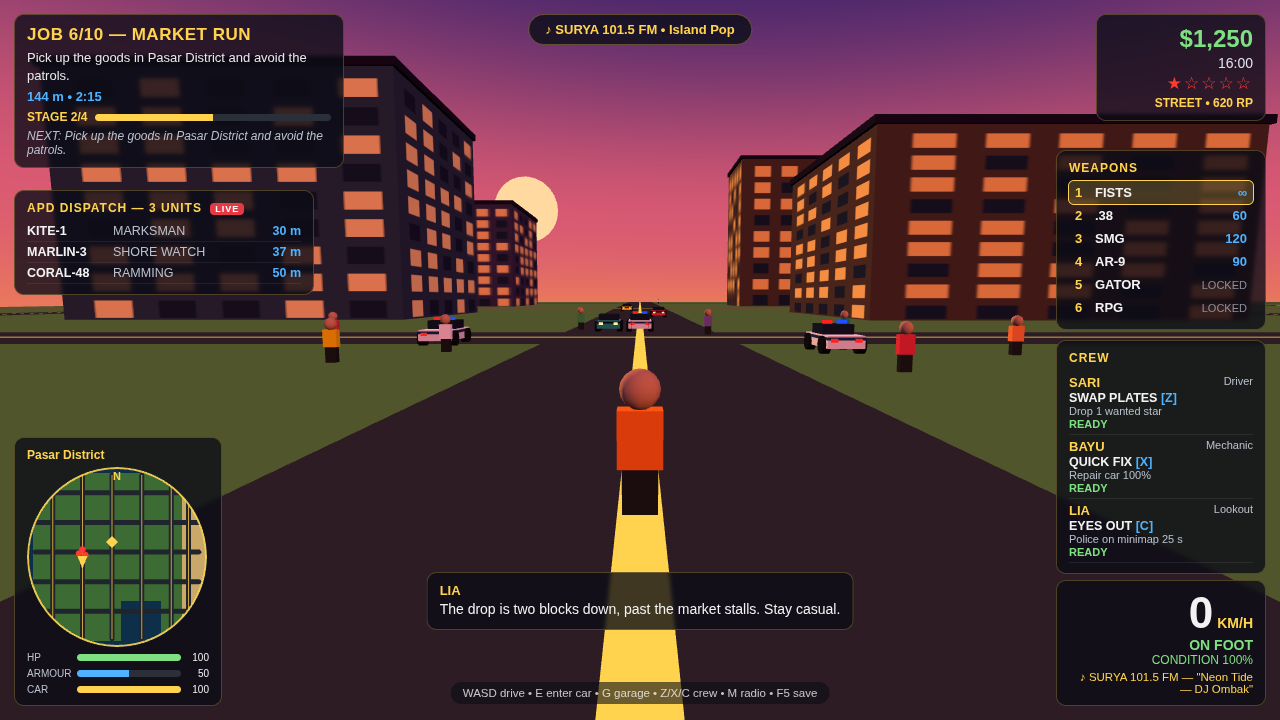 JOB 6/10 — MARKET RUN
Pick up the goods in Pasar District and avoid the
patrols.
144 m • 2:15
STAGE 2/4
NEXT: Pick up the goods in Pasar District and avoid the
patrols.
♪ SURYA 101.5 FM • Island Pop
$1,250
16:00
★☆☆☆☆
STREET • 620 RP
APD DISPATCH — 3 UNITS LIVE
KITE-1 MARKSMAN 30 m
MARLIN-3 SHORE WATCH 37 m
CORAL-48 RAMMING 50 m
WEAPONS
1 FISTS ∞
2 .38 60
3 SMG 120
4 AR-9 90
5 GATOR LOCKED
6 RPG LOCKED
CREW
SARI Driver
SWAP PLATES [Z]
Drop 1 wanted star
READY
BAYU Mechanic
QUICK FIX [X]
Repair car 100%
READY
LIA Lookout
EYES OUT [C]
Police on minimap 25 s
READY
Pasar District
N
HP 100
ARMOUR 50
CAR 100
LIA
The drop is two blocks down, past the market stalls. Stay casual.
WASD drive • E enter car • G garage • Z/X/C crew • M radio • F5 save
0 KM/H
ON FOOT
CONDITION 100%
♪ SURYA 101.5 FM — "Neon Tide
— DJ Ombak"